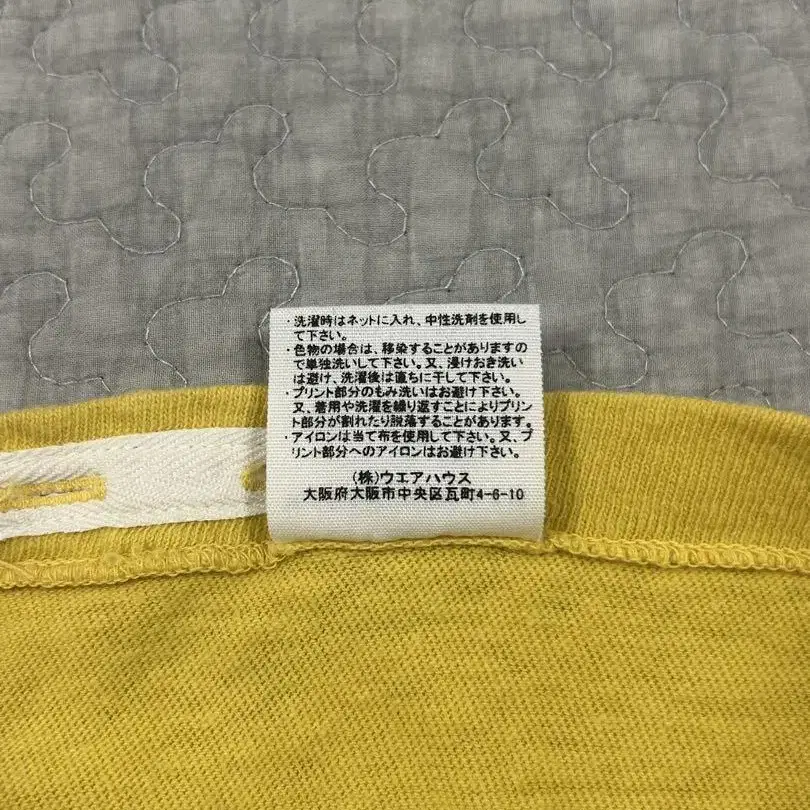 ・洗濯時はネットに入れ、中性洗剤を使用し
て下さい。
・色物の場合は、移染することがありますの
で単独洗いして下さい。又、浸けおき洗い
は避け、洗濯後は直ちに干して下さい。
・プリント部分のもみ洗いはお避け下さい。
又、着用や洗濯を繰り返すことによりプリン
ト部分が割れたり脱落することがあります。
・アイロンは当て布を使用して下さい。又、プ
リント部分へのアイロンはお避け下さい。
(株)ウエアハウス
大阪府大阪市中央区瓦町4-6-10